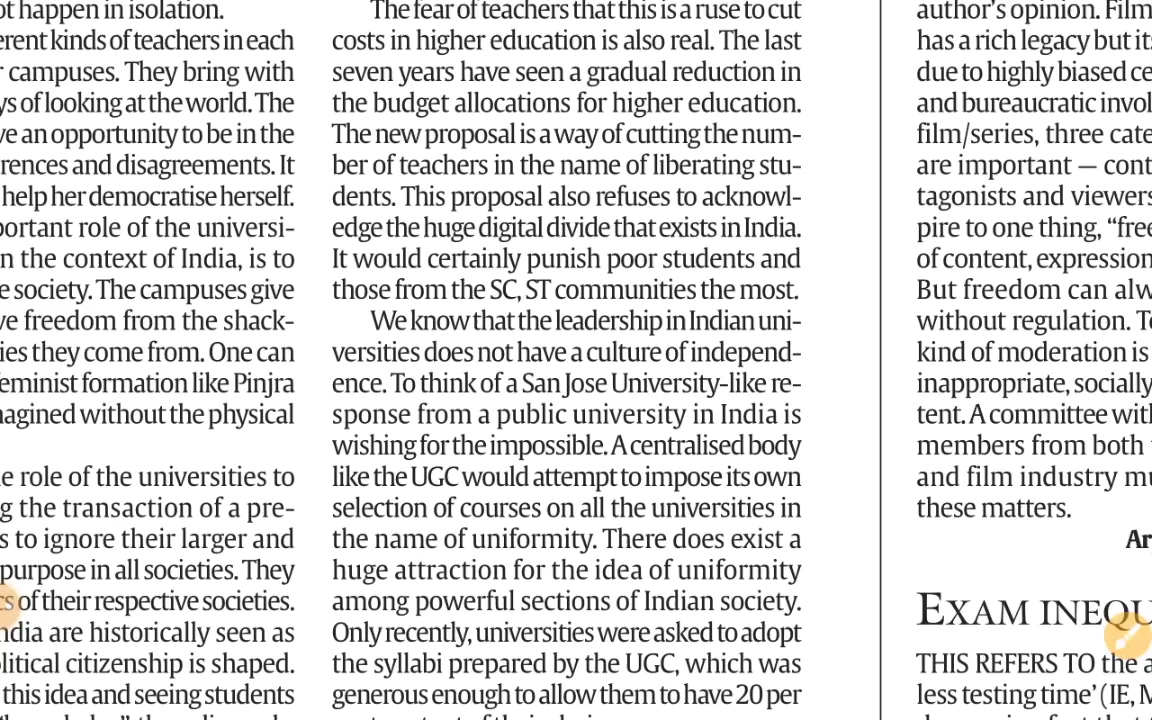 ot happen in isolation.
erent kinds of teachers in each
r campuses. They bring with
ys of looking at the world. The
ve an opportunity to be in the
rences and disagreements. It
help her democratise herself.
portant role of the universi-
n the context of India, is to
e society. The campuses give
ve freedom from the shack-
ies they come from. One can
feminist formation like Pinjra
nagined without the physical
e role of the universities to
g the transaction of a pre-
s to ignore their larger and
purpose in all societies. They
cs of their respective societies.
ndia are historically seen as
litical citizenship is shaped.
this idea and seeing students
The fear of teachers that this is a ruse to cut
costs in higher education is also real. The last
seven years have seen a gradual reduction in
the budget allocations for higher education.
The new proposal is a way of cutting the num-
ber of teachers in the name of liberating stu-
dents. This proposal also refuses to acknowl-
edge the huge digital divide that exists in India.
It would certainly punish poor students and
those from the SC, ST communities the most.
We know that the leadership in Indian uni-
versities does not have a culture of independ-
ence. To think of a San Jose University-like re-
sponse from a public university in India is
wishing for the impossible. A centralised body
like the UGC would attempt to impose its own
selection of courses on all the universities in
the name of uniformity. There does exist a
huge attraction for the idea of uniformity
among powerful sections of Indian society.
Only recently, universities were asked to adopt
the syllabi prepared by the UGC, which was
generous enough to allow them to have 20 per
author's opinion. Film
has a rich legacy but its
due to highly biased ce
and bureaucratic invol
film/series, three cate
are important — cont
tagonists and viewers
pire to one thing, "free
of content, expression
But freedom can alw
without regulation. To
kind of moderation is
inappropriate, socially
tent. A committee with
members from both
and film industry mu
these matters.
Ar
EXAM INEQU
THIS REFERS TO the a
less testing time' (IE, M